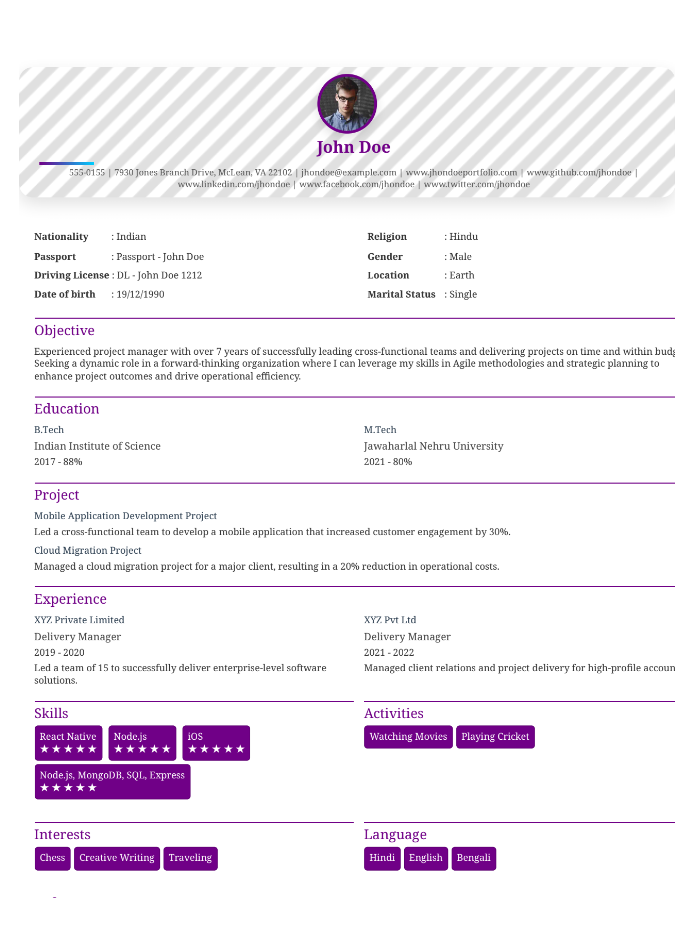 John Doe
555-0155 | 7930 Jones Branch Drive, McLean, VA 22102 | jhondoe@example.com | www.jhondoeportfolio.com | www.github.com/jhondoe |
www.linkedin.com/jhondoe | www.facebook.com/jhondoe | www.twitter.com/jhondoe
Nationality : Indian
Religion : Hindu
Passport : Passport - John Doe
Gender : Male
Driving License : DL - John Doe 1212
Location : Earth
Date of birth : 19/12/1990
Marital Status : Single
Objective
Experienced project manager with over 7 years of successfully leading cross-functional teams and delivering projects on time and within
Seeking a dynamic role in a forward-thinking organization where I can leverage my skills in Agile methodologies and strategic planning to
enhance project outcomes and drive operational efficiency.
Education
B.Tech
Indian Institute of Science
2017 - 88%
M.Tech
Jawaharlal Nehru University
2021 - 80%
Project
Mobile Application Development Project
Led a cross-functional team to develop a mobile application that increased customer engagement by 30%.
Cloud Migration Project
Managed a cloud migration project for a major client, resulting in a 20% reduction in operational costs.
Experience
XYZ Private Limited
Delivery Manager
2019 - 2020
Led a team of 15 to successfully deliver enterprise-level software
solutions.
XYZ Pvt Ltd
Delivery Manager
2021 - 2022
Managed client relations and project delivery for high-profile
Skills
React Native
★★★★★
Node.js
★★★★★
iOS
★★★★★
Node.js, MongoDB, SQL, Express
★★★★★
Activities
Watching Movies
Playing Cricket
Interests
Chess
Creative Writing
Traveling
Language
Hindi
English
Bengali